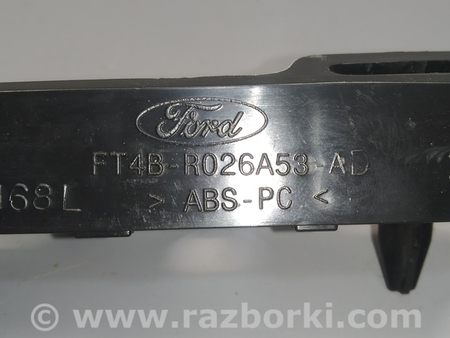 Ford
FT4B-R026A53-AD
168L
> ABS-PC <
© www.razborki.com